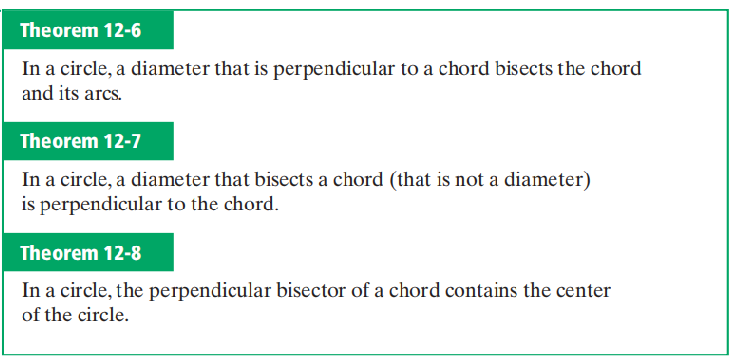 Theorem 12-6
In a circle, a diameter that is perpendicular to a chord bisects the chord
and its arcs.
Theorem 12-7
In a circle, a diameter that bisects a chord (that is not a diameter)
is perpendicular to the chord.
Theorem 12-8
In a circle, the perpendicular bisector of a chord contains the center
of the circle.